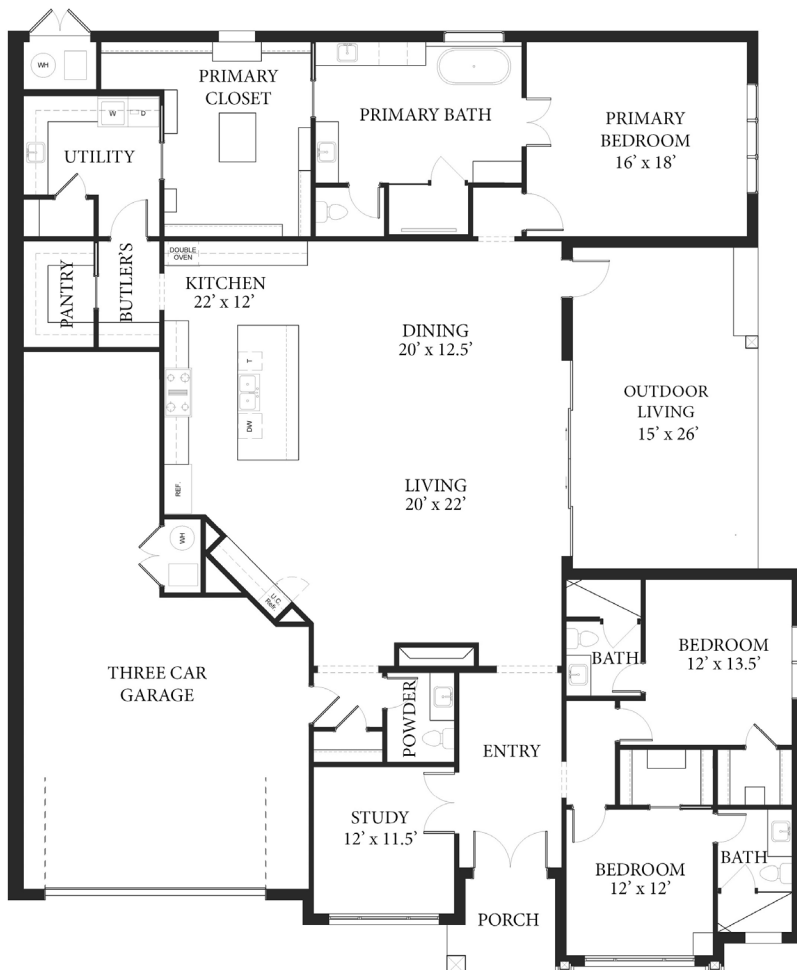 WH
PRIMARY
CLOSET
PRIMARY BATH
PRIMARY
BEDROOM
16’ x 18’
W
D
UTILITY
DOUBLE
OVEN
PANTRY
BUTLER’S
KITCHEN
22’ x 12’
DINING
20’ x 12.5’
T
DW
OUTDOOR
LIVING
15’ x 26’
LIVING
20’ x 22’
REF.
WH
U.C.
Refr.
THREE CAR
GARAGE
BATH
BEDROOM
12’ x 13.5’
POWDER
ENTRY
STUDY
12’ x 11.5’
BEDROOM
12’ x 12’
BATH
PORCH